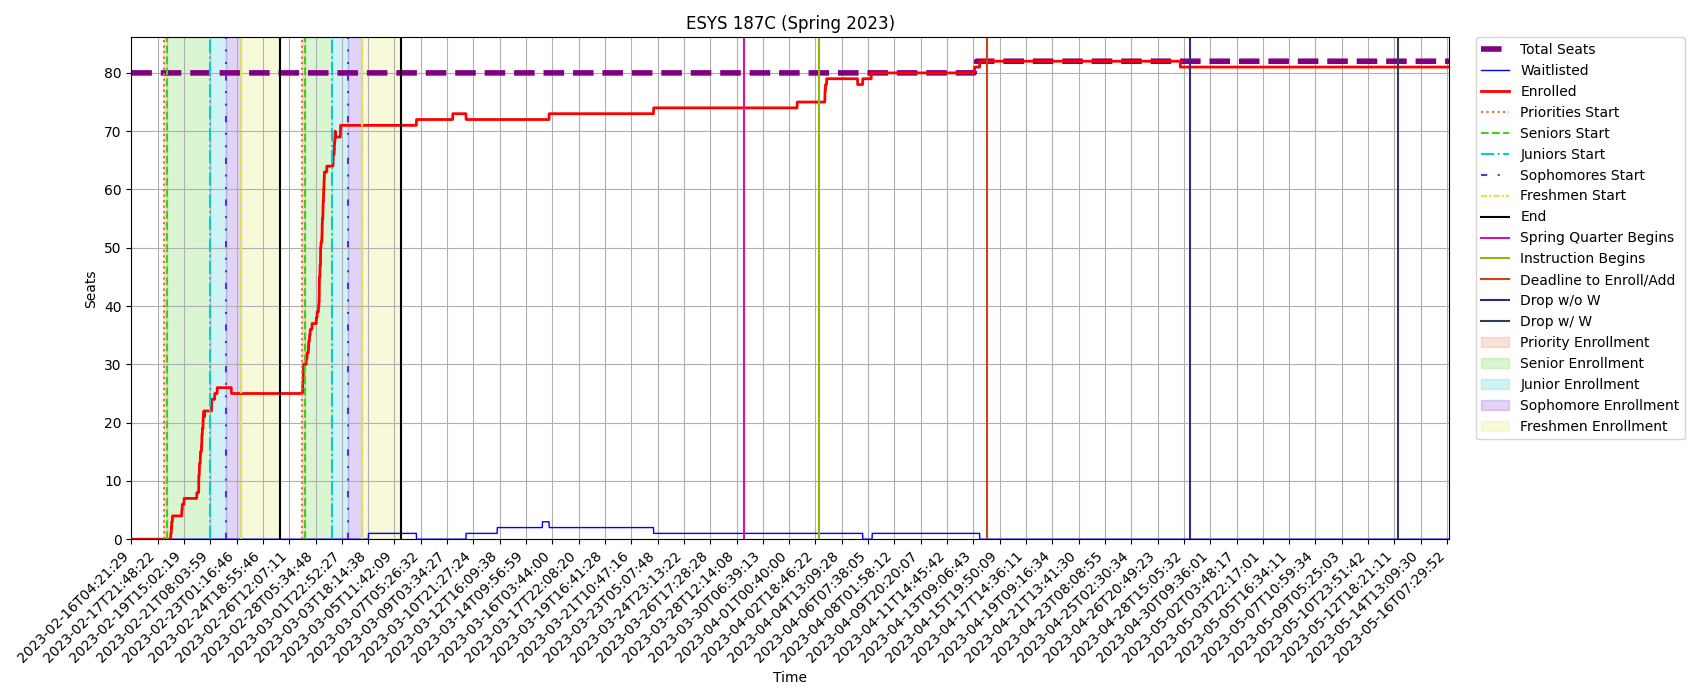 ESYS 187C (Spring 2023)
Seats
80
70
60
50
40
30
20
10
0
2023-02-16T04:21:29
2023-02-17T21:48:22
2023-02-19T15:02:19
2023-02-21T08:03:59
2023-02-23T01:16:46
2023-02-24T18:55:46
2023-02-26T12:07:11
2023-02-28T05:34:48
2023-03-01T22:52:27
2023-03-03T18:14:38
2023-03-05T11:42:09
2023-03-07T05:26:32
2023-03-09T03:34:27
2023-03-12T11:27:24
2023-03-12T16:09:38
2023-03-14T09:56:59
2023-03-16T03:44:00
2023-03-17T22:08:20
2023-03-19T16:41:28
2023-03-21T10:47:16
2023-03-23T05:07:48
2023-03-24T23:13:22
2023-03-26T17:28:28
2023-03-28T12:14:08
2023-03-30T06:39:13
2023-04-01T00:40:00
2023-04-02T18:46:22
2023-04-04T13:09:28
2023-04-06T07:38:05
2023-04-08T01:58:12
2023-04-09T20:20:07
2023-04-11T14:45:42
2023-04-13T09:06:43
2023-04-15T19:50:09
2023-04-17T14:36:11
2023-04-19T09:16:34
2023-04-21T13:41:30
2023-04-23T08:08:55
2023-04-25T02:30:34
2023-04-26T20:49:23
2023-04-28T15:05:32
2023-04-30T09:36:01
2023-05-02T03:48:17
2023-05-03T22:17:01
2023-05-05T16:34:11
2023-05-07T10:59:34
2023-05-09T05:25:03
2023-05-10T23:51:42
2023-05-12T18:21:11
2023-05-14T13:09:30
2023-05-16T07:29:52
Time
Total Seats
Waitlisted
Enrolled
Priorities Start
Seniors Start
Juniors Start
Sophomores Start
Freshmen Start
End
Spring Quarter Begins
Instruction Begins
Deadline to Enroll/Add
Drop w/o W
Drop w/ W
Priority Enrollment
Senior Enrollment
Junior Enrollment
Sophomore Enrollment
Freshmen Enrollment